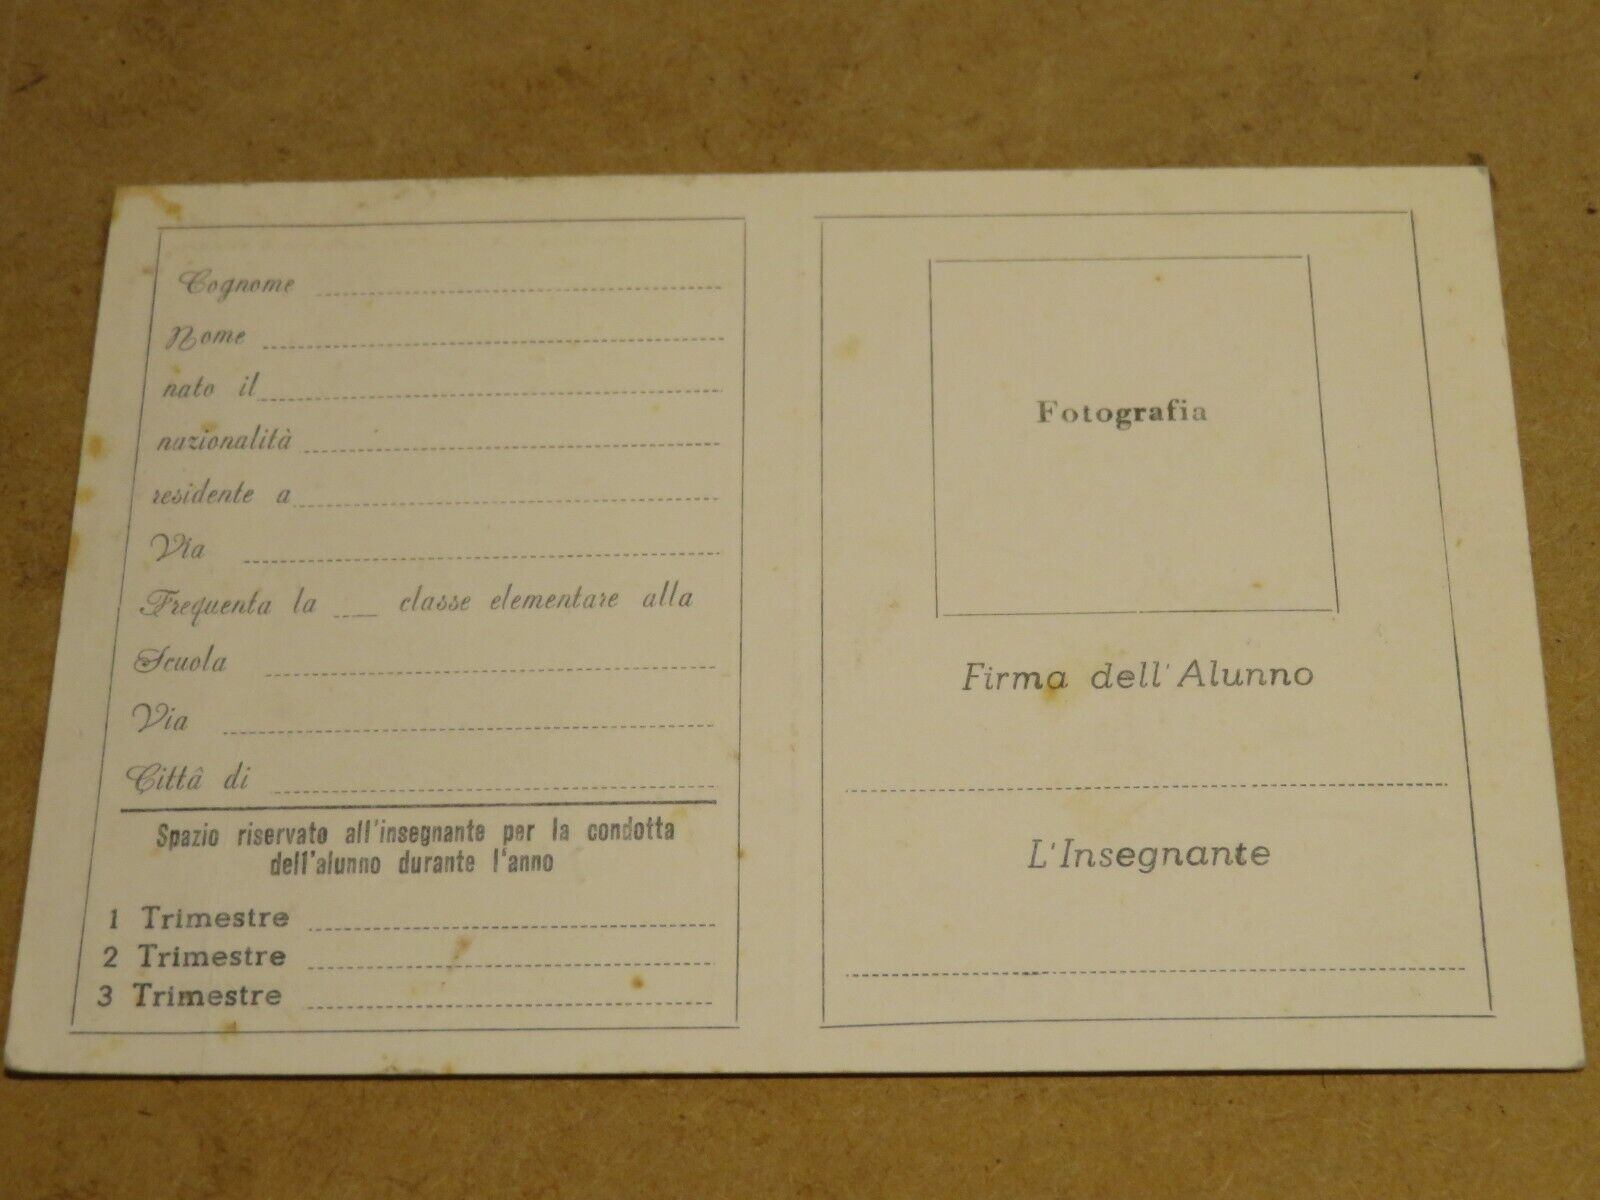 Cognome
Nome
nato il
nazionalità
residente a
Via
Frequenta la ___ classe elementare alla
Scuola
Via
Città di
Spazio riservato all'insegnante per la condotta
dell'alunno durante l'anno
1 Trimestre
2 Trimestre
3 Trimestre
Fotografia
Firma dell'Alunno
L'Insegnante